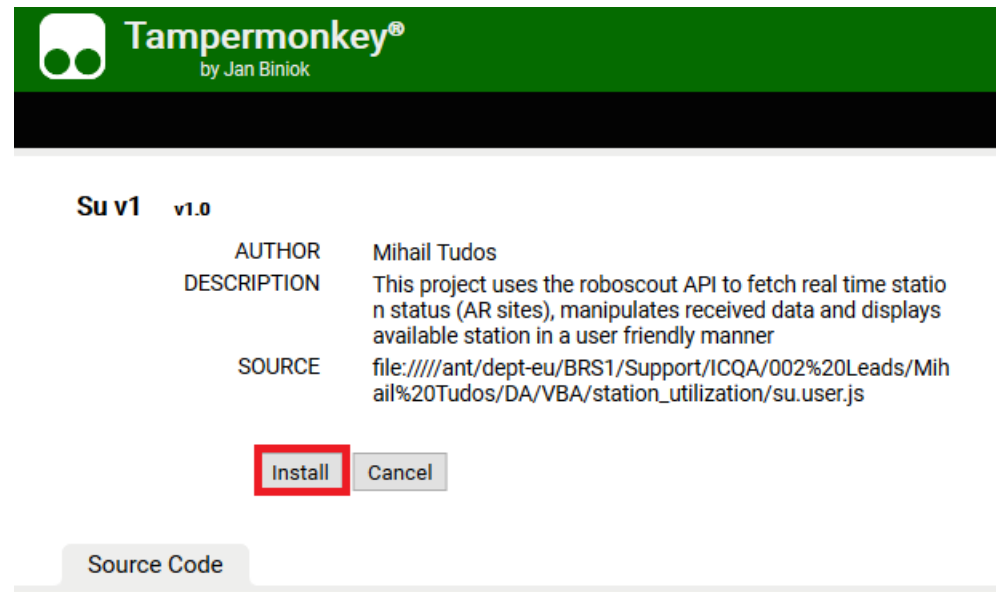 Tampermonkey®
by Jan Biniok
Su v1 v1.0
AUTHOR Mihail Tudos
DESCRIPTION This project uses the roboscout API to fetch real time statio
n status (AR sites), manipulates received data and displays
available station in a user friendly manner
SOURCE file://///ant/dept-eu/BRS1/Support/ICQA/002%20Leads/Mih
ail%20Tudos/DA/VBA/station_utilization/su.user.js
Install Cancel
Source Code